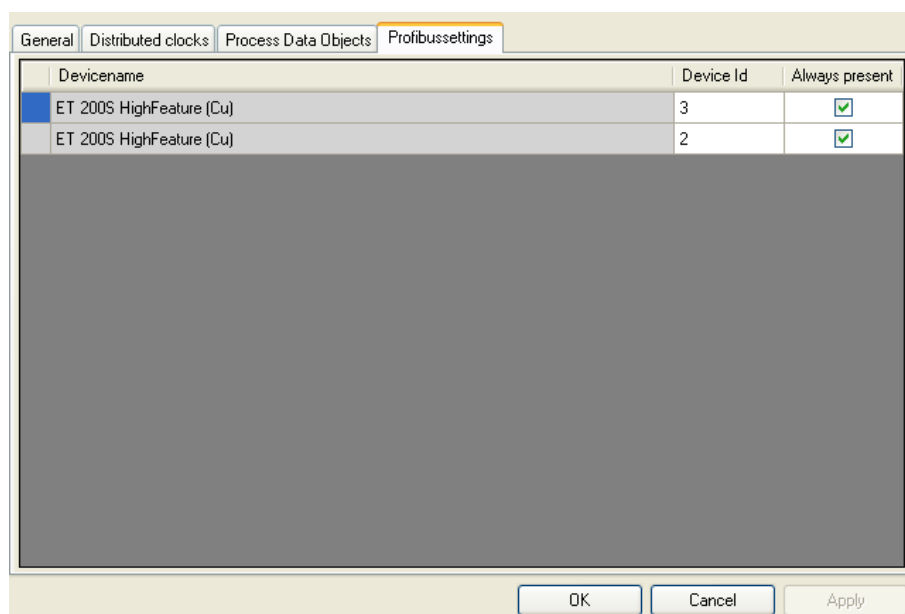 General Distributed clocks Process Data Objects Profibussettings
Devicename Device Id Always present
ET 200S HighFeature (Cu) 3
ET 200S HighFeature (Cu) 2
OK Cancel Apply